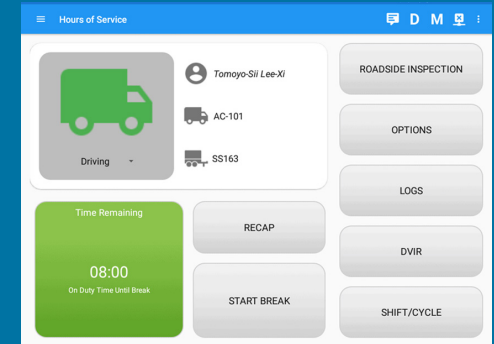 Hours of Service
D M
Tomoyo-Sii Lee-Xi
AC-101
SS163
Driving
Time Remaining
08:00
On Duty Time Until Break
RECAP
START BREAK
ROADSIDE INSPECTION
OPTIONS
LOGS
DVIR
SHIFT/CYCLE